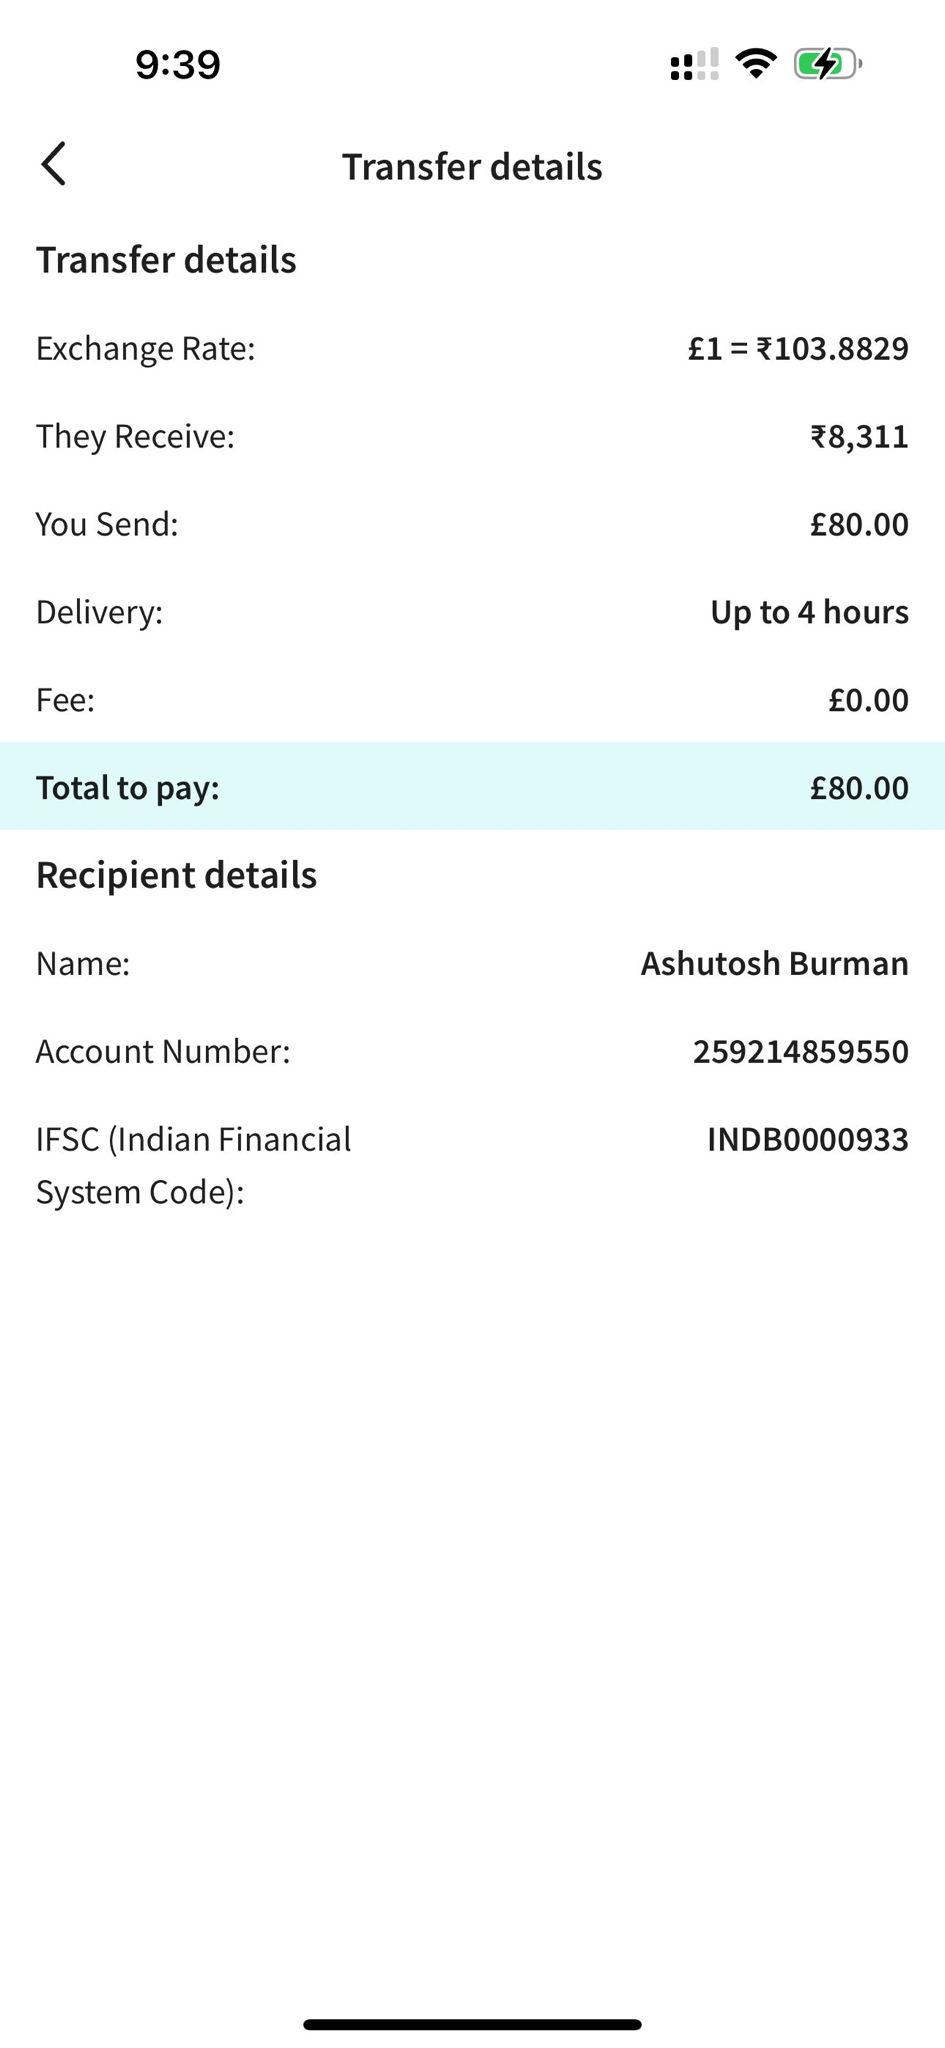 9:39
Transfer details
Transfer details
Exchange Rate: £1 = ₹103.8829
They Receive: ₹8,311
You Send: £80.00
Delivery: Up to 4 hours
Fee: £0.00
Total to pay: £80.00
Recipient details
Name: Ashutosh Burman
Account Number: 259214859550
IFSC (Indian Financial INDB0000933
System Code):